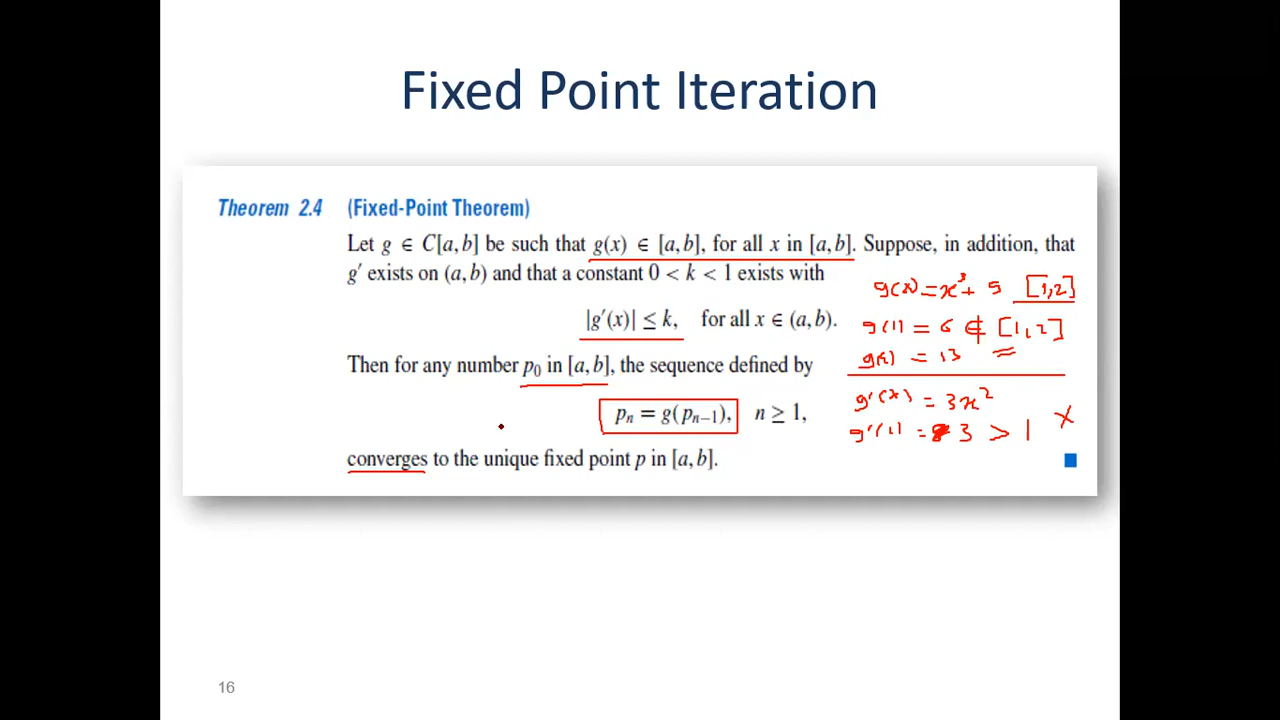 Fixed Point Iteration
Theorem 2.4 (Fixed-Point Theorem)
Let g ∈ C[a, b] be such that g(x) ∈ [a, b], for all x in [a, b]. Suppose, in addition, that
g′ exists on (a, b) and that a constant 0 < k < 1 exists with
|g′(x)| ≤ k, for all x ∈ (a, b).
Then for any number p₀ in [a, b], the sequence defined by
pₙ = g(pₙ₋₁), n ≥ 1,
converges to the unique fixed point p in [a, b].
g(x) = x³ + 5 [1,2]
g(1) = 6 ∉ [1,2]
g(2) = 13
g'(x) = 3x²
g'(1) = 3 > 1 X
16